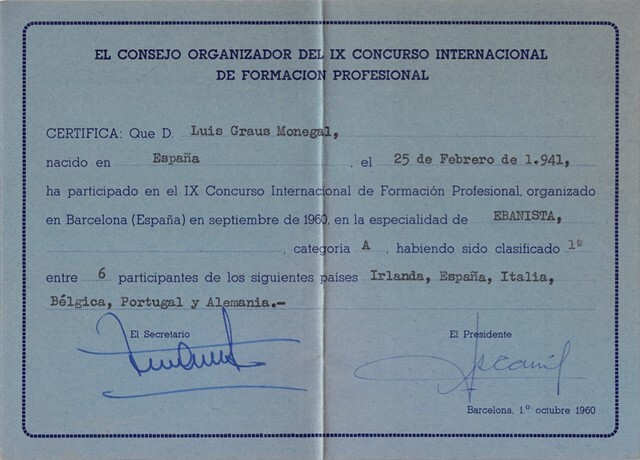 EL CONSEJO ORGANIZADOR DEL IX CONCURSO INTERNACIONAL
DE FORMACION PROFESIONAL
CERTIFICA: Que D. Luis Graus Monegal,
nacido en España , el 25 de Febrero de 1.941,
ha participado en el IX Concurso Internacional de Formación Profesional, organizado
en Barcelona (España) en septiembre de 1960, en la especialidad de EBANISTA,
, categoría A , habiendo sido clasificado 1º
entre 6 participantes de los siguientes países Irlanda, España, Italia,
Bélgica, Portugal y Alemania.-
El Secretario
El Presidente
Barcelona, 1.º octubre 1960